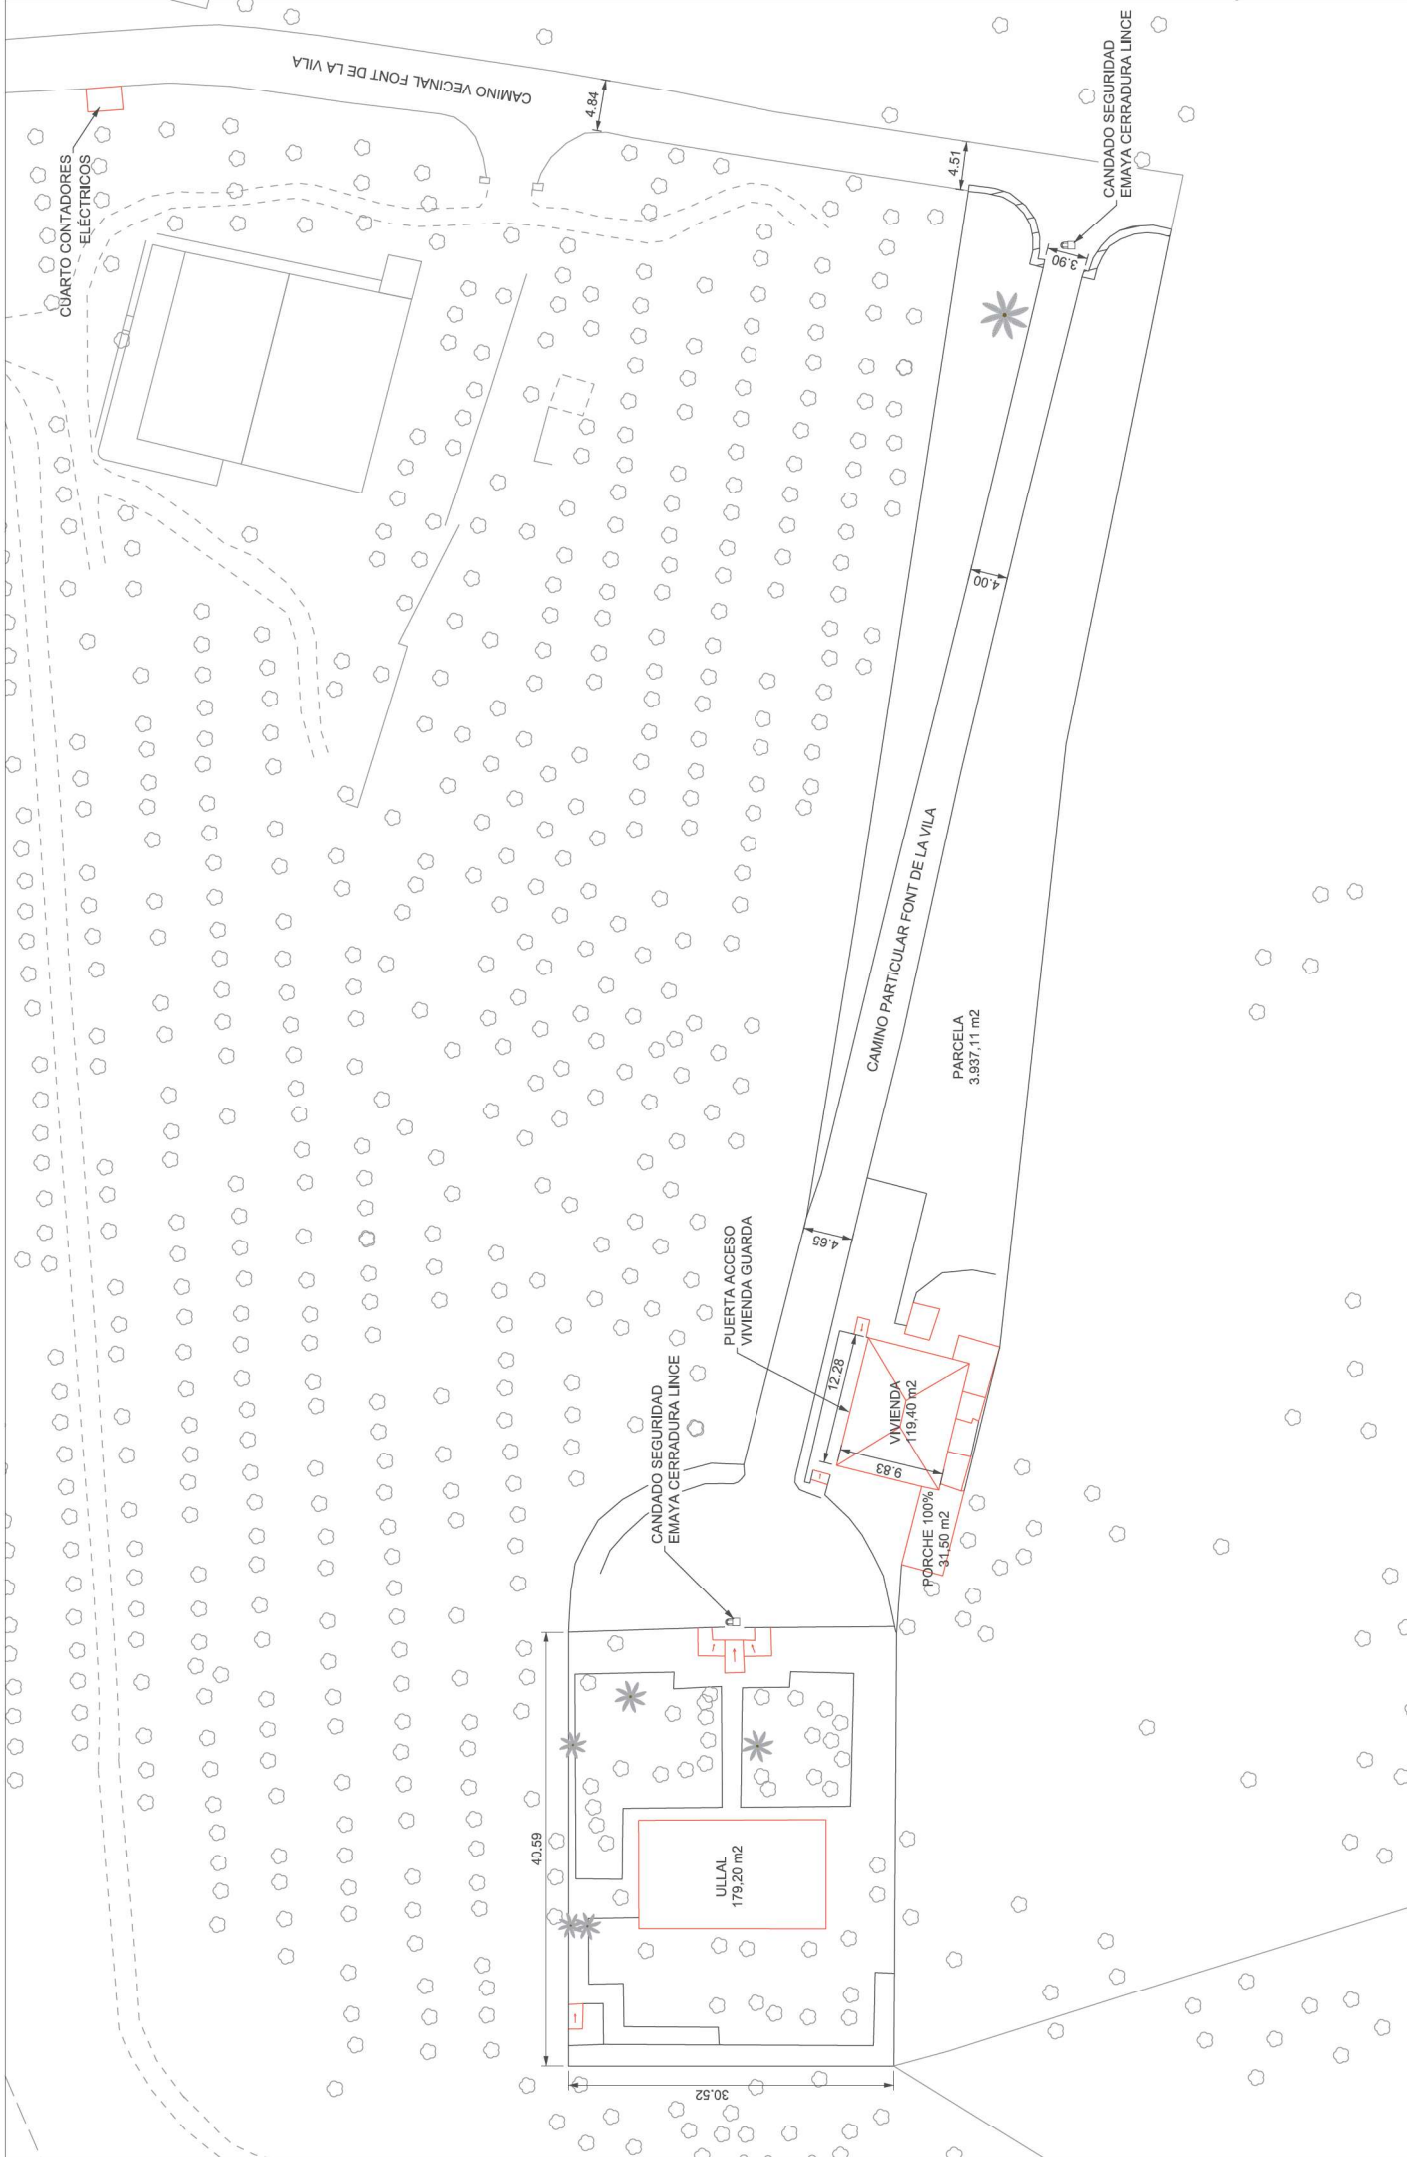 CAMINO VECINAL FONT DE LA VILA
CUARTO CONTADORES
ELÉCTRICOS
4.84
4.51
CANDADO SEGURIDAD
EMAYA CERRADURA LINCE
3.90
4.00
CAMINO PARTICULAR FONT DE LA VILA
PARCELA
3.937,11 m2
4.65
PUERTA ACCESO
VIVIENDA GUARDA
12.28
VIVIENDA
119,40 m2
9.83
CANDADO SEGURIDAD
EMAYA CERRADURA LINCE
PORCHE 100%
31,50 m2
40.59
ULLAL
179,20 m2
30.52